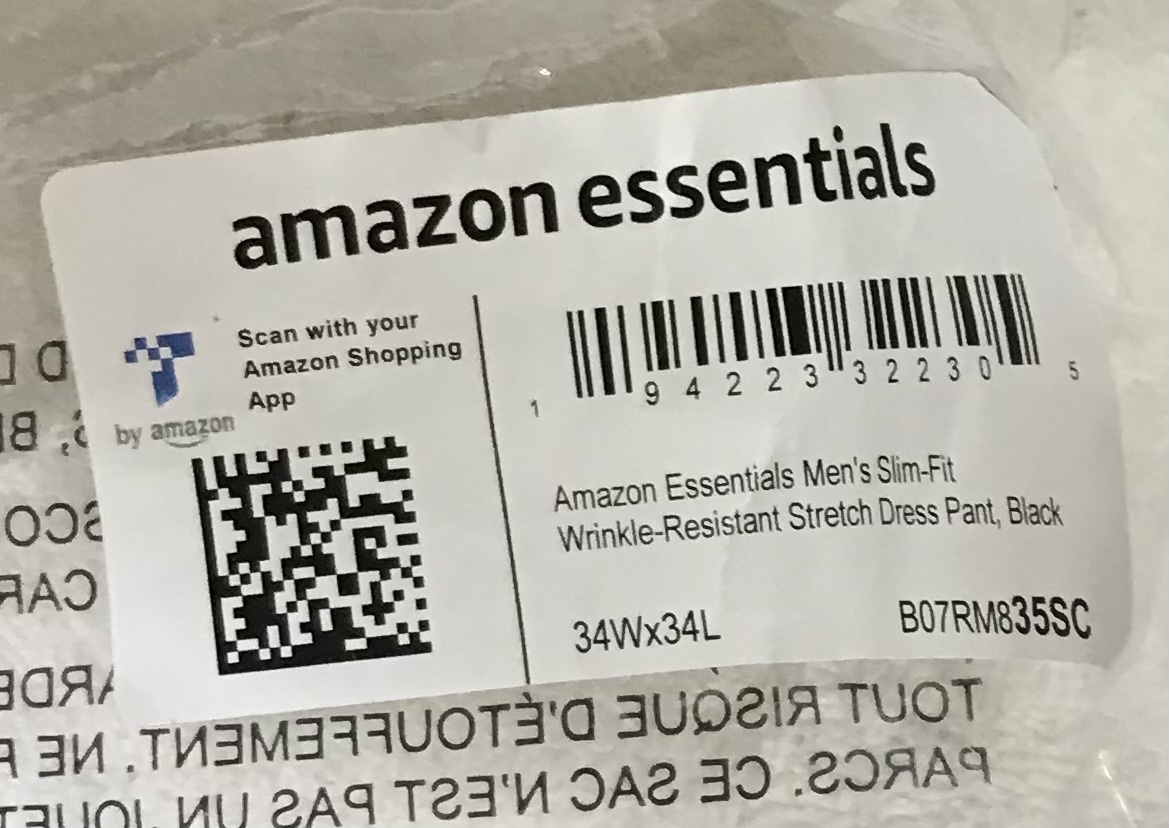 amazon essentials
Scan with your
Amazon Shopping
App
by amazon
1 94223 32230 5
Amazon Essentials Men's Slim-Fit
Wrinkle-Resistant Stretch Dress Pant, Black
34Wx34L
B07RM835SC
TOUT RISQUE D'ÉTOUFFEMENT. NE
PARCS. CE SAC N'EST PAS UN JOUET